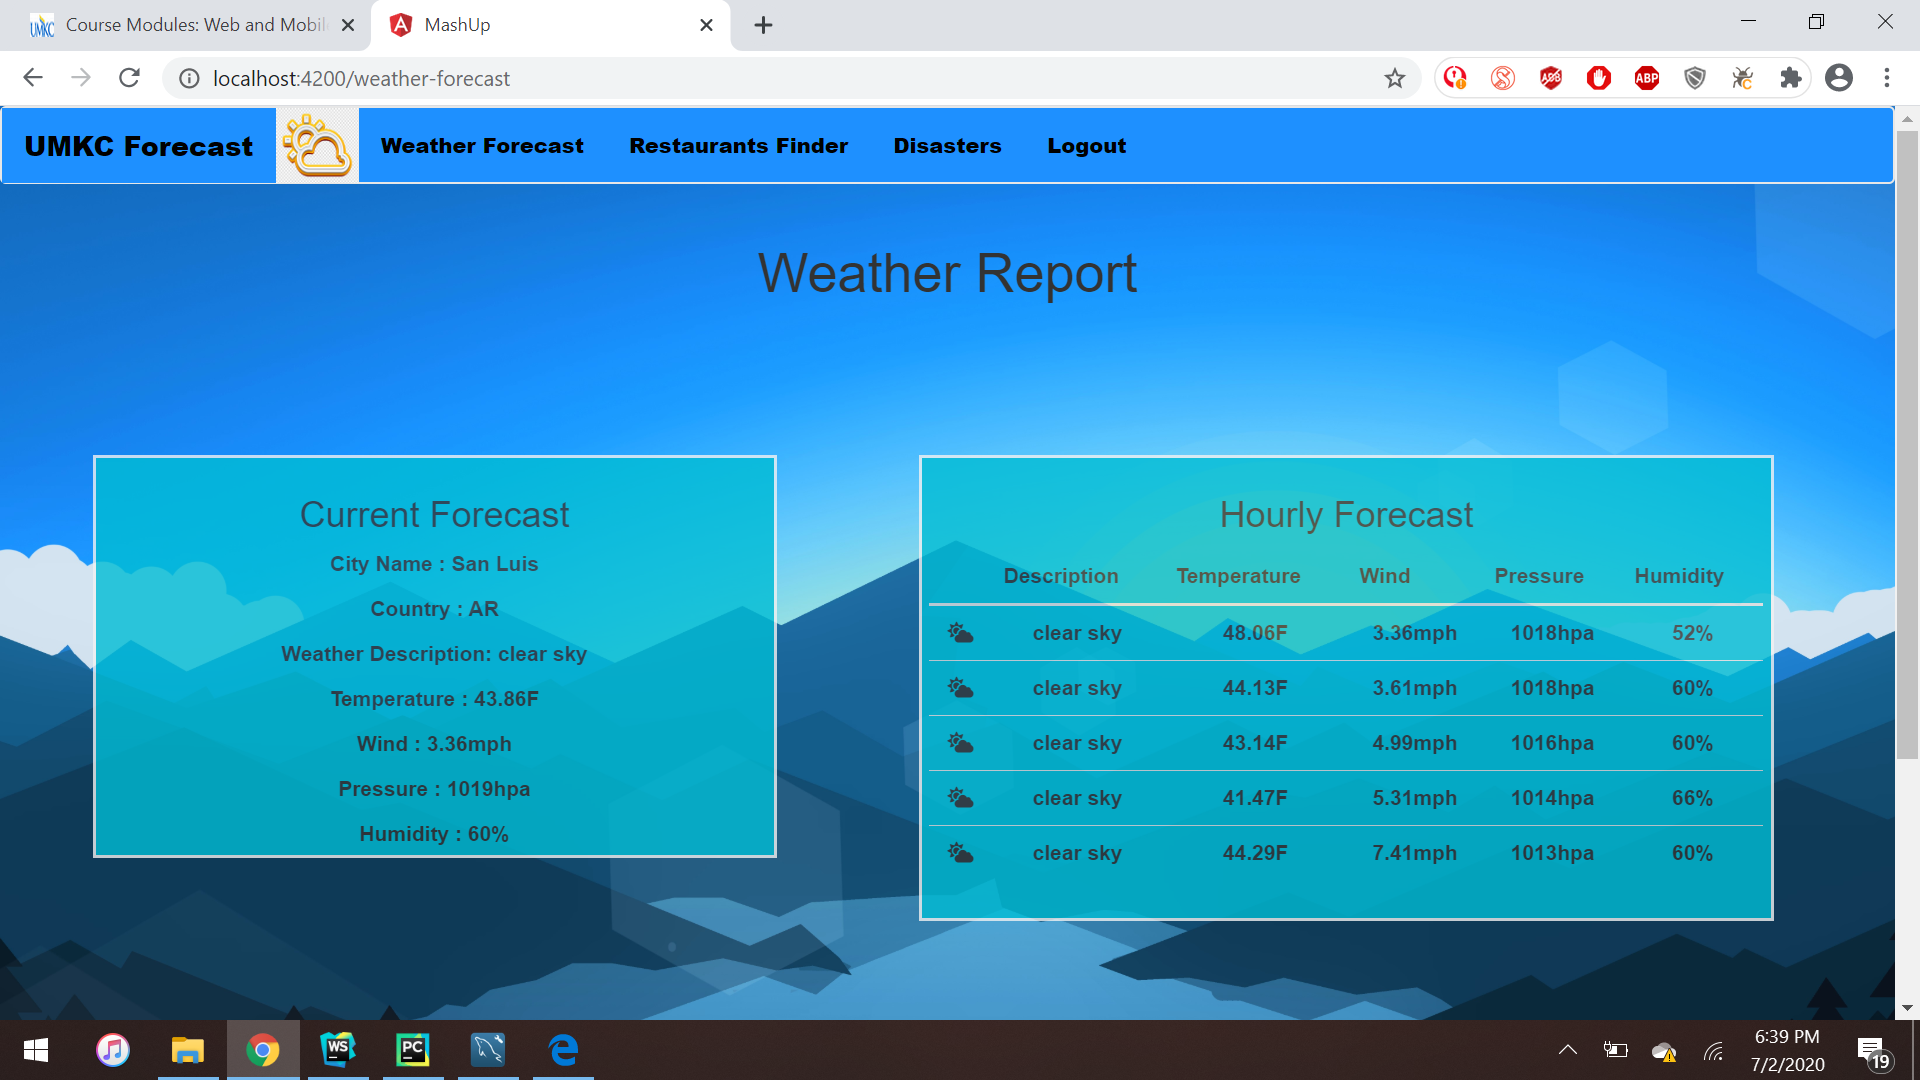 UMKC Course Modules: Web and Mobil
MashUp
localhost:4200/weather-forecast
ABP
UMKC Forecast
Weather Forecast
Restaurants Finder
Disasters
Logout
Weather Report
Current Forecast
City Name : San Luis
Country : AR
Weather Description: clear sky
Temperature : 43.86F
Wind : 3.36mph
Pressure : 1019hpa
Humidity : 60%
Hourly Forecast
Description Temperature Wind Pressure Humidity
clear sky 48.06F 3.36mph 1018hpa 52%
clear sky 44.13F 3.61mph 1018hpa 60%
clear sky 43.14F 4.99mph 1016hpa 60%
clear sky 41.47F 5.31mph 1014hpa 66%
clear sky 44.29F 7.41mph 1013hpa 60%
WS
PC
6:39 PM
7/2/2020
19